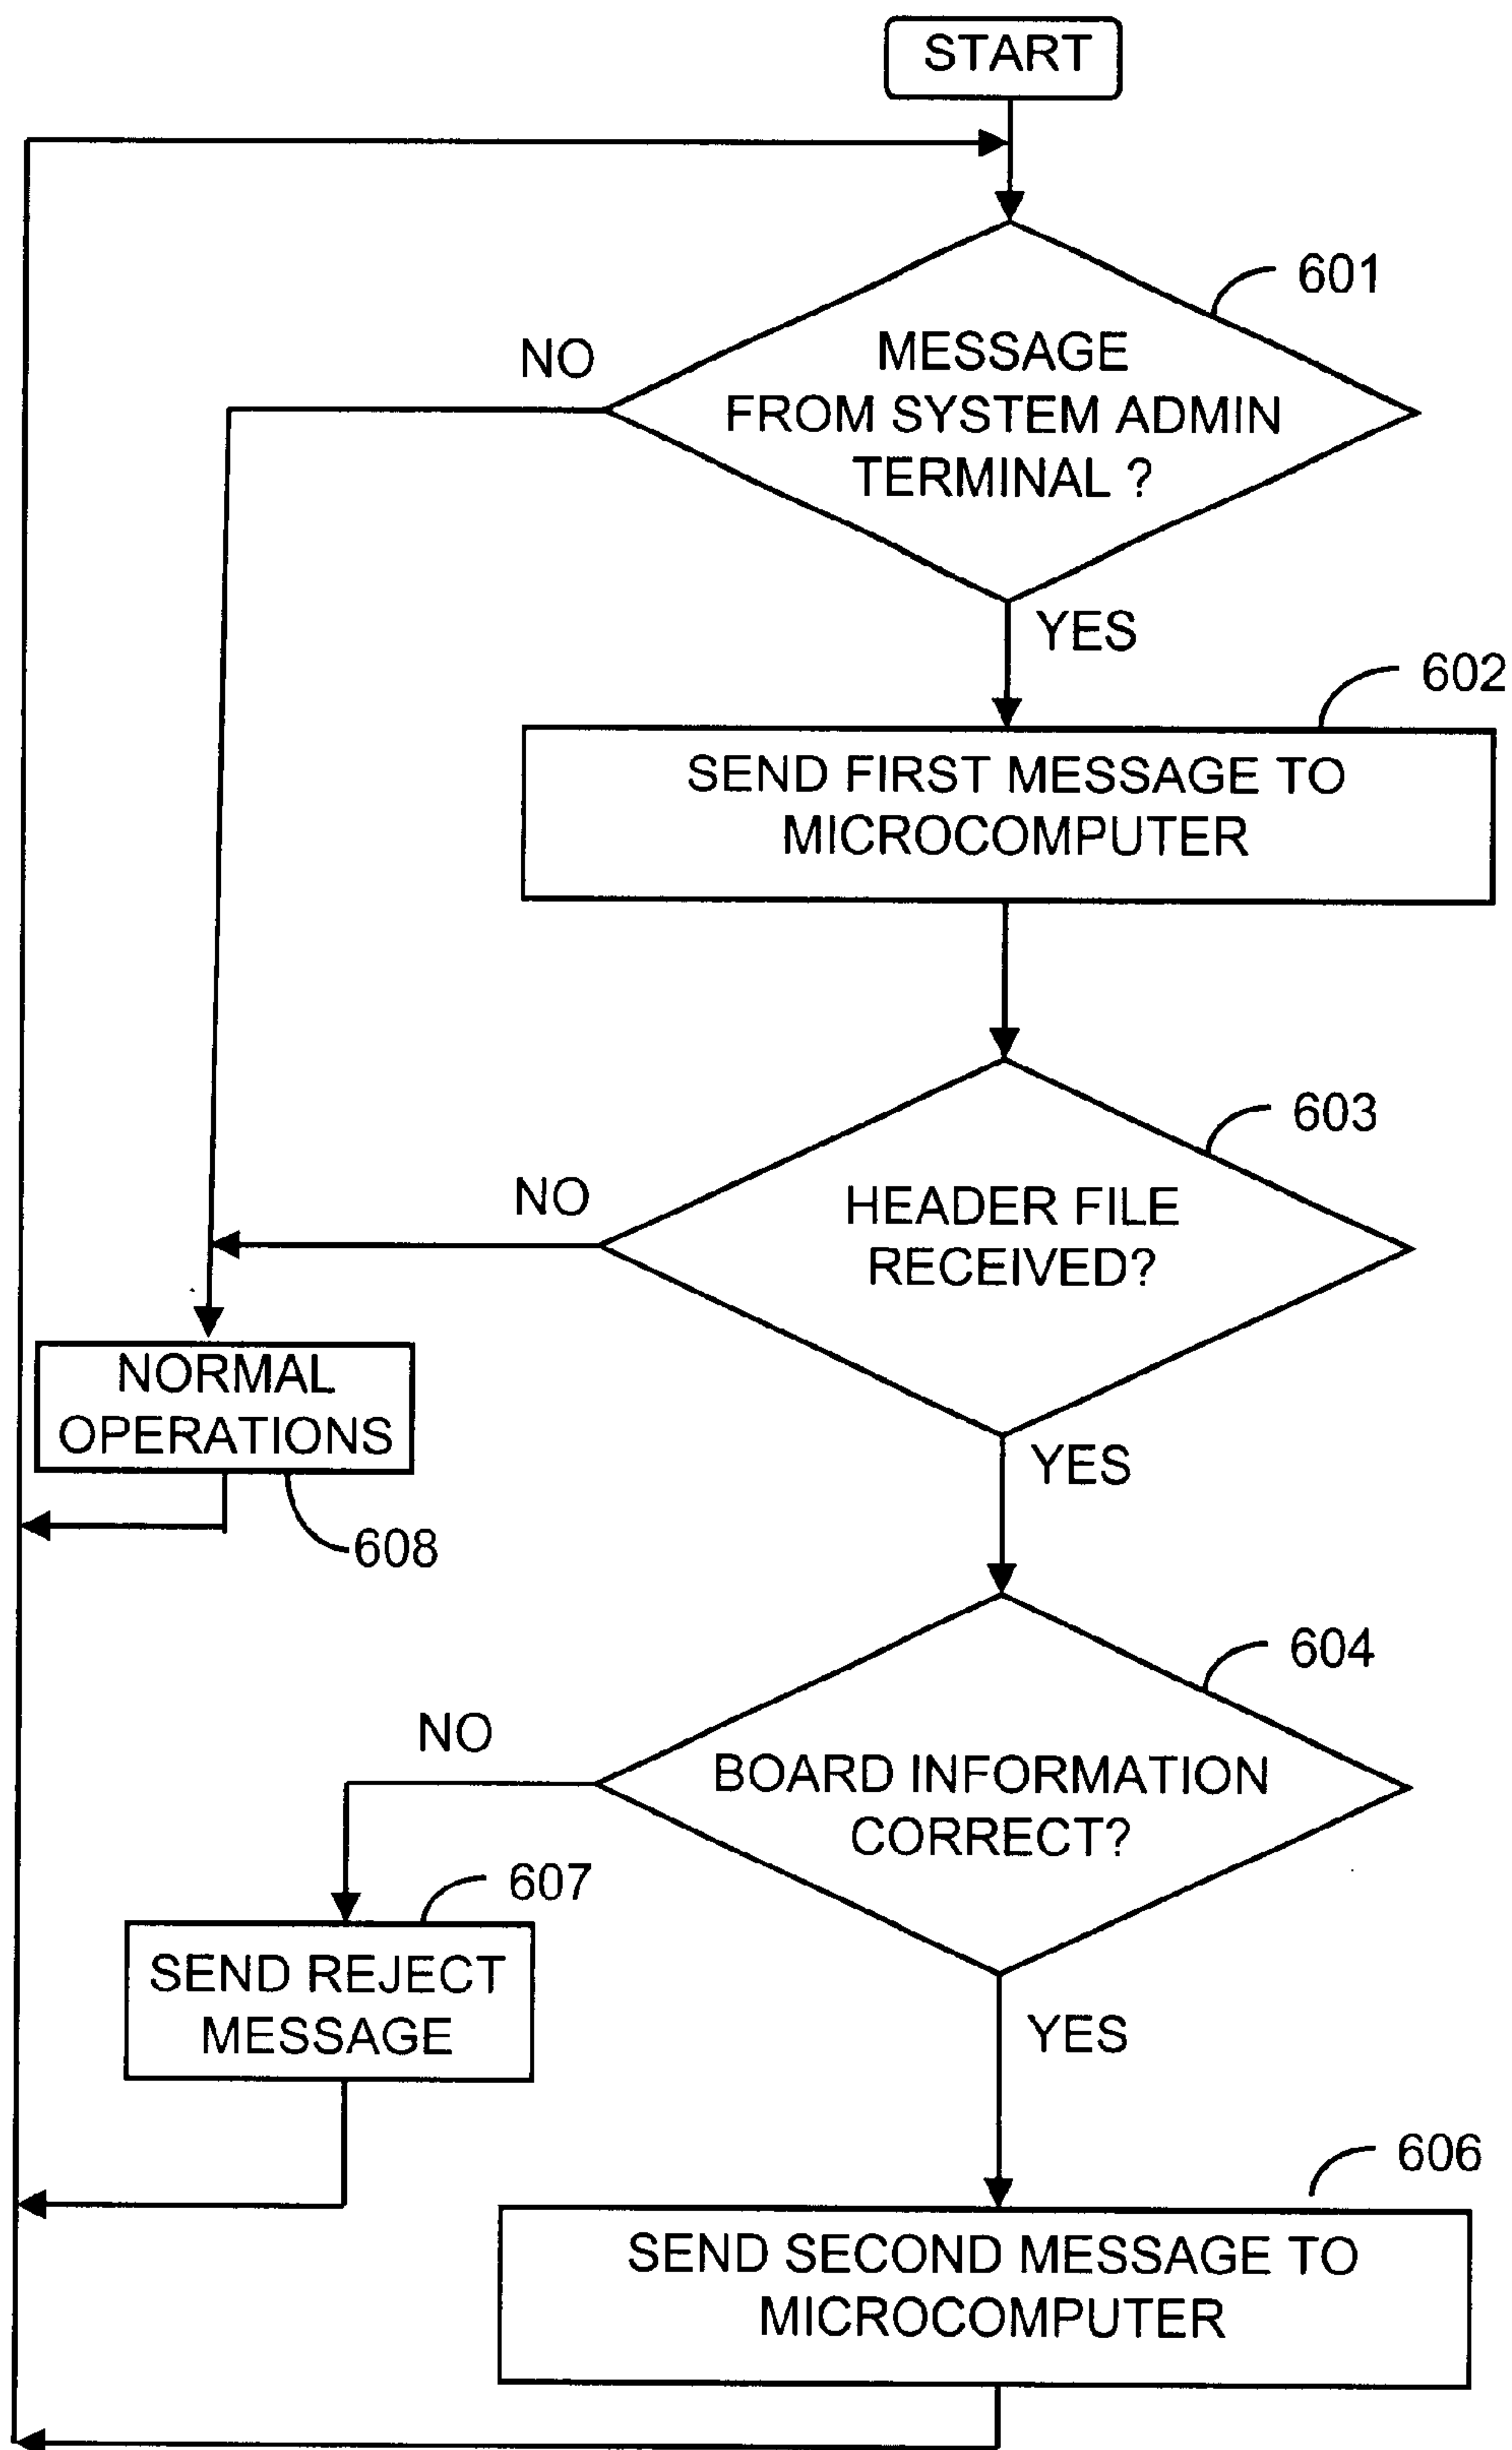 START
601
NO
MESSAGE
FROM SYSTEM ADMIN
TERMINAL ?
YES
602
SEND FIRST MESSAGE TO
MICROCOMPUTER
603
NO
HEADER FILE
RECEIVED?
NORMAL
OPERATIONS
YES
608
604
NO
BOARD INFORMATION
CORRECT?
607
SEND REJECT
MESSAGE
YES
606
SEND SECOND MESSAGE TO
MICROCOMPUTER